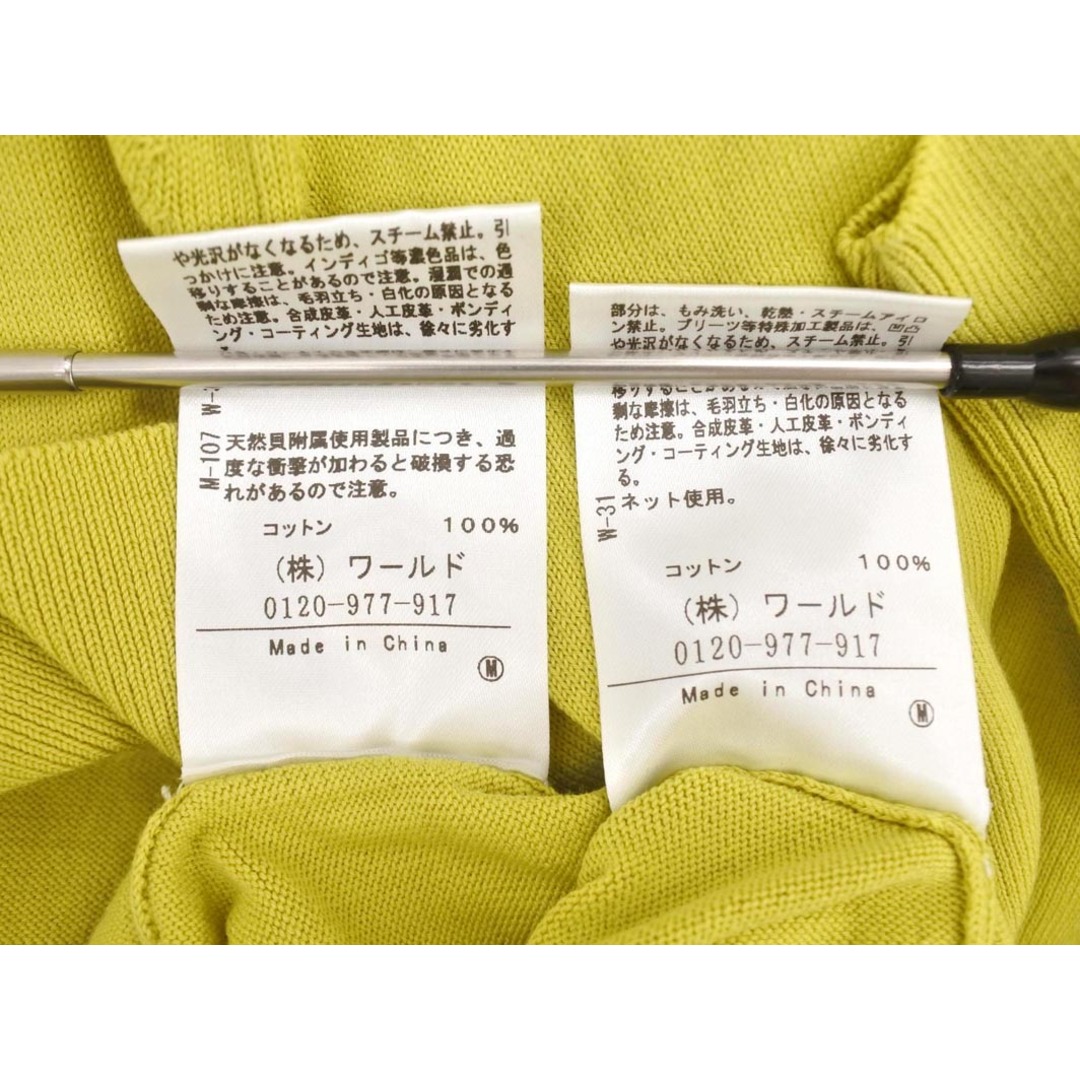 や光沢がなくなるため、スチーム禁止。引
っかけに注意。インディゴ等濃色品は、色
移りすることがあるので注意。湿潤での過
剰な摩擦は、毛羽立ち・白化の原因となる
ため注意。合成皮革・人工皮革・ボンディ
ング・コーティング生地は、徐々に劣化す
M-107 W-
天然貝附属使用製品につき、過
度な衝撃が加わると破損する恐
れがあるので注意。
コットン 100%
(株) ワールド
0120-977-917
Made in China
M
部分は、もみ洗い、乾熱・スチームアイロ
ン禁止。プリーツ等特殊加工製品は、凹凸
や光沢がなくなるため、スチーム禁止。引
移りすることが
剰な摩擦は、毛羽立ち・白化の原因となる
ため注意。合成皮革・人工皮革・ボンディ
ング・コーティング生地は、徐々に劣化す
る。
W-31
ネット使用。
コットン 100%
(株) ワールド
0120-977-917
Made in China
M